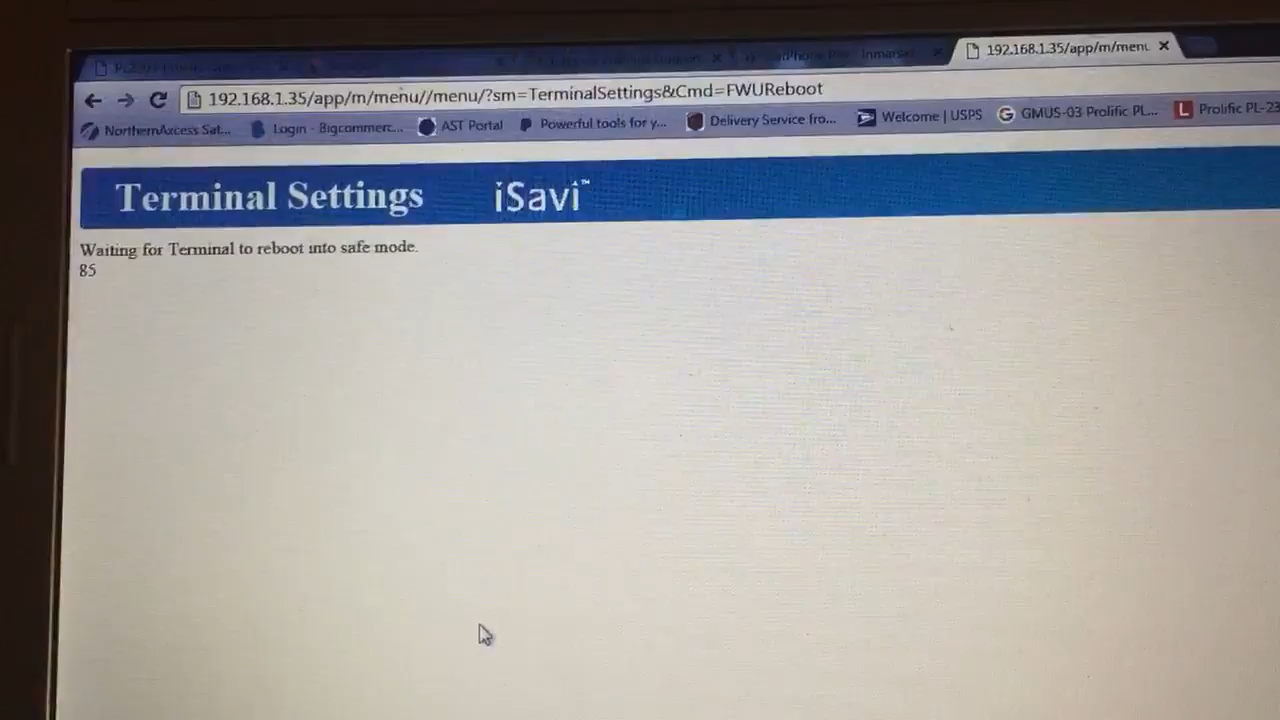 192.168.1.35/app/m/menu
192.168.1.35/app/m/menu//menu/?sm=TerminalSettings&Cmd=FWUReboot
NorthernAxcess Sat... Login - Bigcommerc... AST Portal Powerful tools for y... Delivery Service fro... Welcome | USPS GMUS-03 Prolific PL... L Prolific PL-23
Terminal Settings iSavi™
Waiting for Terminal to reboot into safe mode.
85